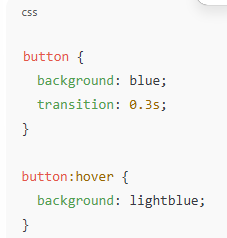 css
button {
  background: blue;
  transition: 0.3s;
}
button:hover {
  background: lightblue;
}